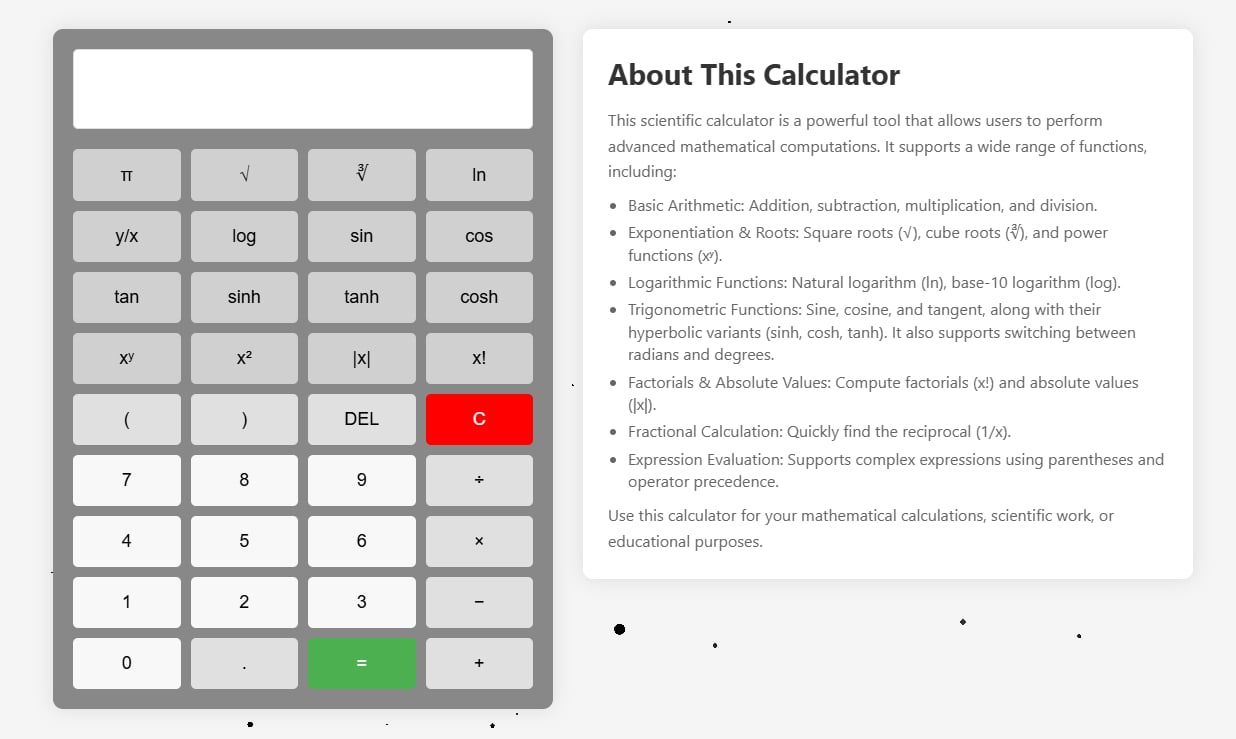 π √ ∛ ln
y/x log sin cos
tan sinh tanh cosh
xʸ x² |x| x!
( ) DEL C
7 8 9 ÷
4 5 6 ×
1 2 3 −
0 . = +
About This Calculator
This scientific calculator is a powerful tool that allows users to perform
advanced mathematical computations. It supports a wide range of functions,
including:
• Basic Arithmetic: Addition, subtraction, multiplication, and division.
• Exponentiation & Roots: Square roots (√), cube roots (∛), and power
functions (xʸ).
• Logarithmic Functions: Natural logarithm (ln), base-10 logarithm (log).
• Trigonometric Functions: Sine, cosine, and tangent, along with their
hyperbolic variants (sinh, cosh, tanh). It also supports switching between
radians and degrees.
• Factorials & Absolute Values: Compute factorials (x!) and absolute values
(|x|).
• Fractional Calculation: Quickly find the reciprocal (1/x).
• Expression Evaluation: Supports complex expressions using parentheses and
operator precedence.
Use this calculator for your mathematical calculations, scientific work, or
educational purposes.